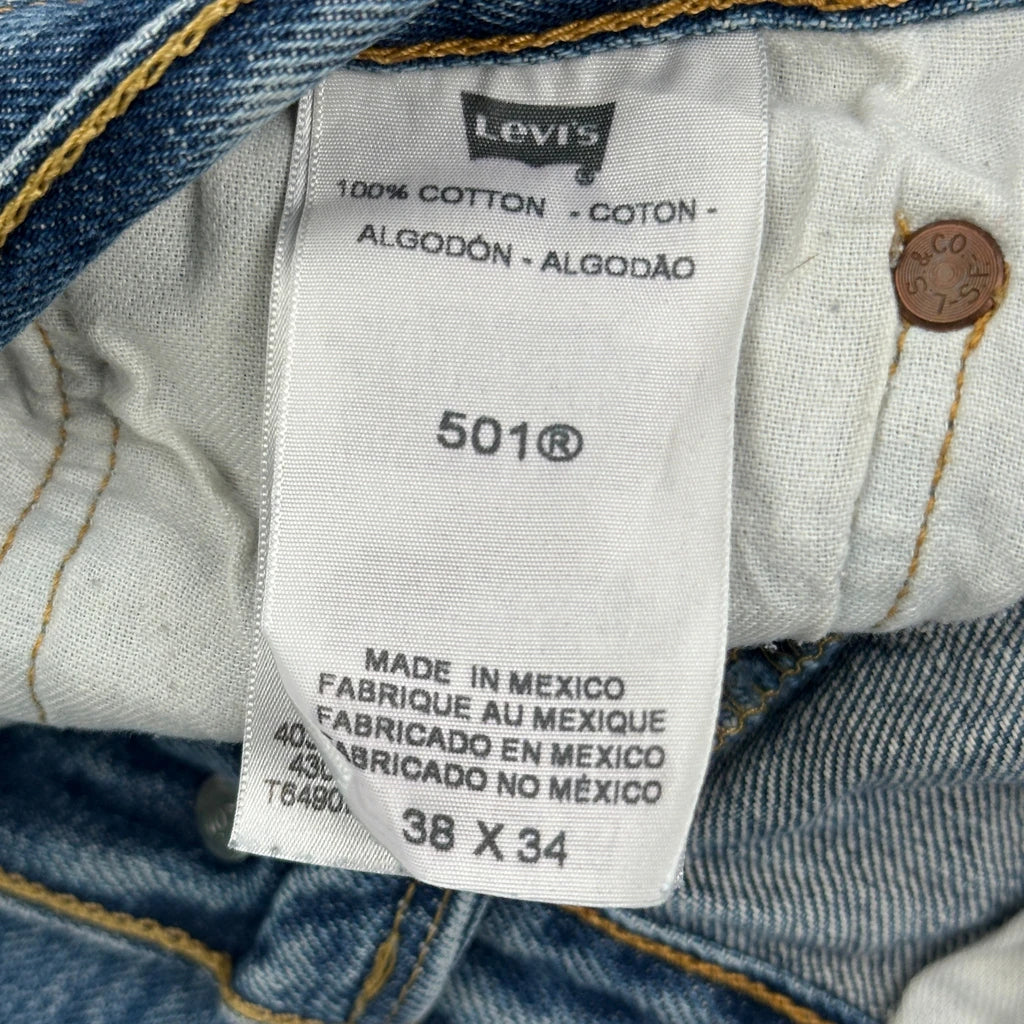 Levi's
®
100% COTTON - COTON -
ALGODÓN - ALGODÃO
501®
MADE IN MEXICO
FABRIQUE AU MEXIQUE
FABRICADO EN MEXICO
FABRICADO NO MÉXICO
38 X 34
L·S·F· S &CO